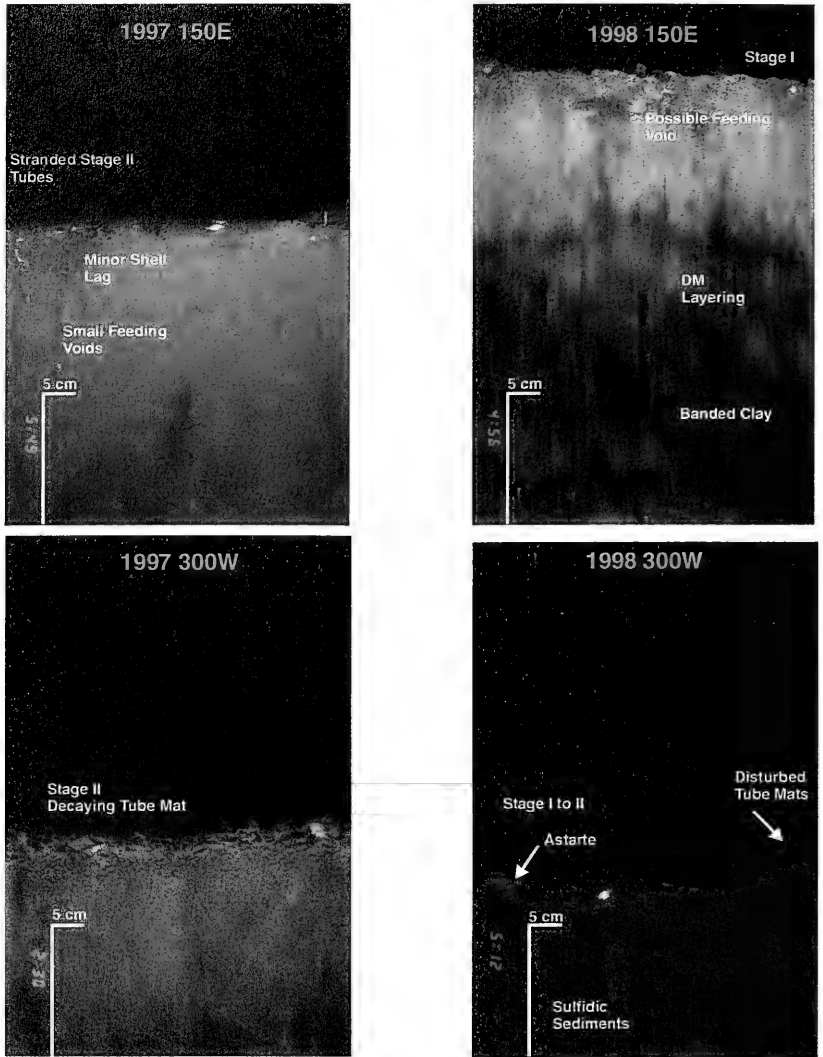 1997 150E
Stranded Stage II
Tubes
Minor Shell
Lag
Small Feeding
Voids
5 cm
1998 150E
Stage I
Possible Feeding
Void
DM
Layering
5 cm
Banded Clay
1997 300W
Stage II
Decaying Tube Mat
5 cm
1998 300W
Disturbed
Tube Mats
Stage I to II
Astarte
5 cm
Sulfidic
Sediments